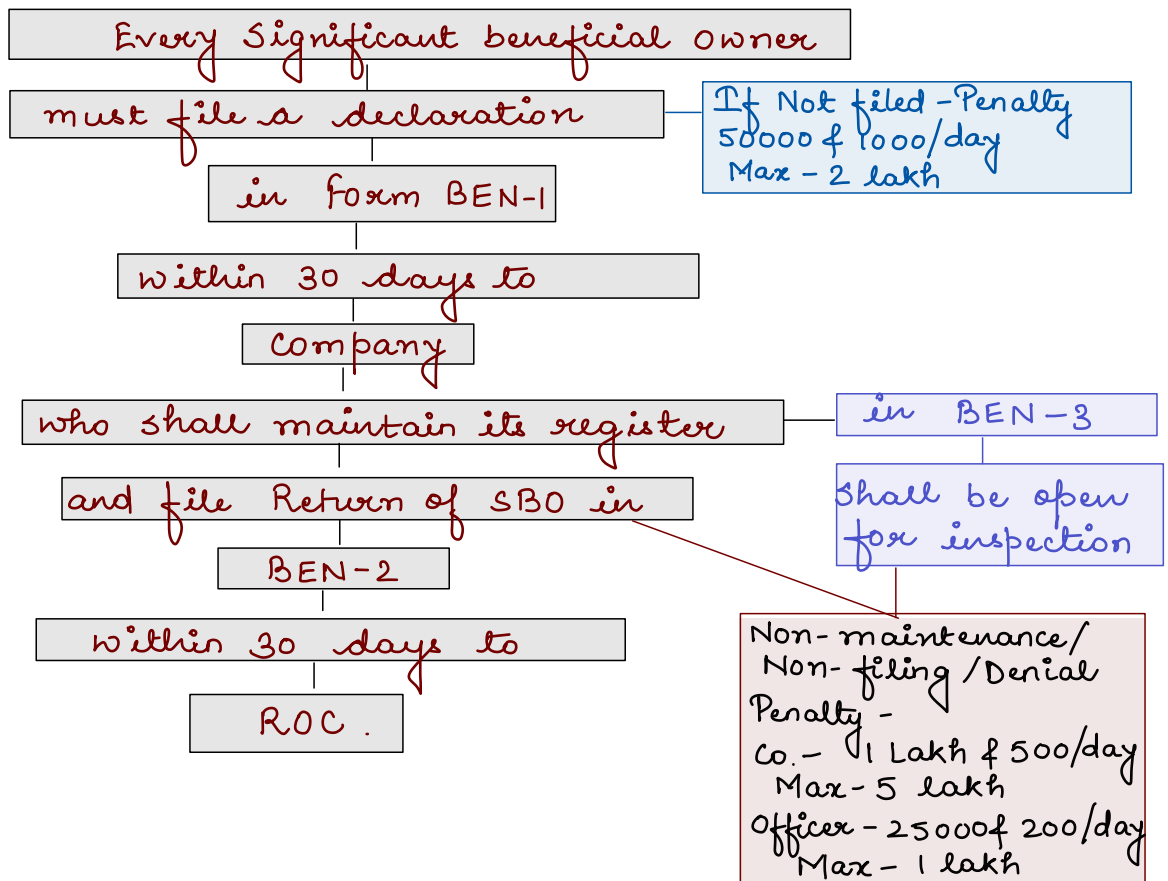 Every Significant beneficial owner
must file a declaration
If Not filed - Penalty
50000 & 1000/day
Max - 2 lakh
in Form BEN-1
within 30 days to
Company
who shall maintain its register
in BEN-3
and file Return of SBO in
shall be open
for inspection
BEN-2
within 30 days to
ROC.
Non-maintenance/
Non-filing/Denial
Penalty -
Co. - 1 Lakh & 500/day
Max - 5 lakh
Officer - 25000 & 200/day
Max - 1 lakh